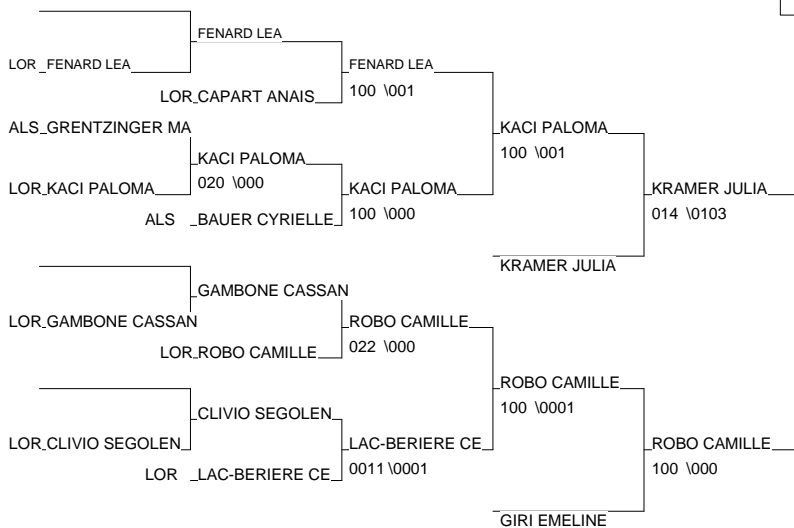 FENARD LEA
LOR FENARD LEA
FENARD LEA
LOR CAPART ANAIS
100 \001
ALS GRENTZINGER MA
KACI PALOMA
100 \001
KACI PALOMA
020 \000
LOR KACI PALOMA
KACI PALOMA
KRAMER JULIA
ALS BAUER CYRIELLE
100 \000
014 \0103
KRAMER JULIA
GAMBONE CASSAN
LOR GAMBONE CASSAN
ROBO CAMILLE
LOR ROBO CAMILLE
022 \000
ROBO CAMILLE
100 \0001
CLIVIO SEGOLEN
LOR CLIVIO SEGOLEN
LAC-BERIERE CE
ROBO CAMILLE
LOR LAC-BERIERE CE
0011 \0001
100 \000
GIRI EMELINE